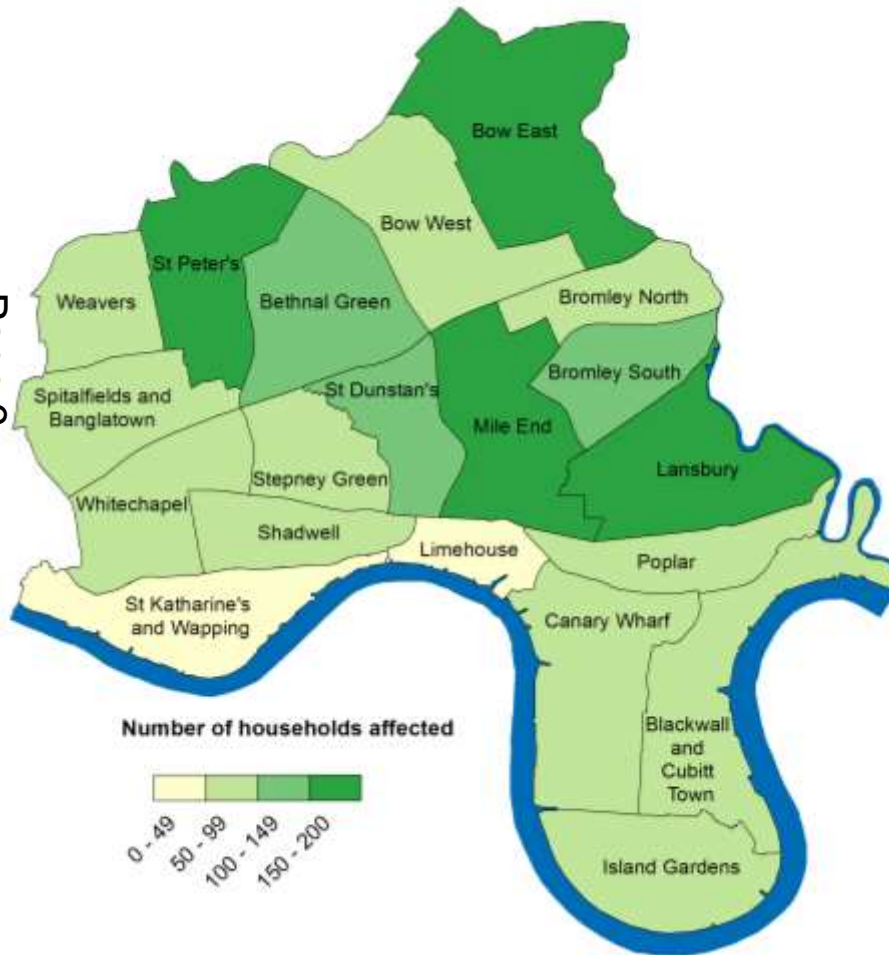 Bow East
Bow West
St Peter's
Weavers
Bethnal Green
Bromley North
Spitalfields and
Banglatown
St Dunstan's
Bromley South
Mile End
Stepney Green
Lansbury
Whitechapel
Shadwell
Limehouse
Poplar
St Katharine's
and Wapping
Canary Wharf
Blackwall
and
Cubitt
Town
Island Gardens
Number of households affected
0 - 49
50 - 99
100 - 149
150 - 200